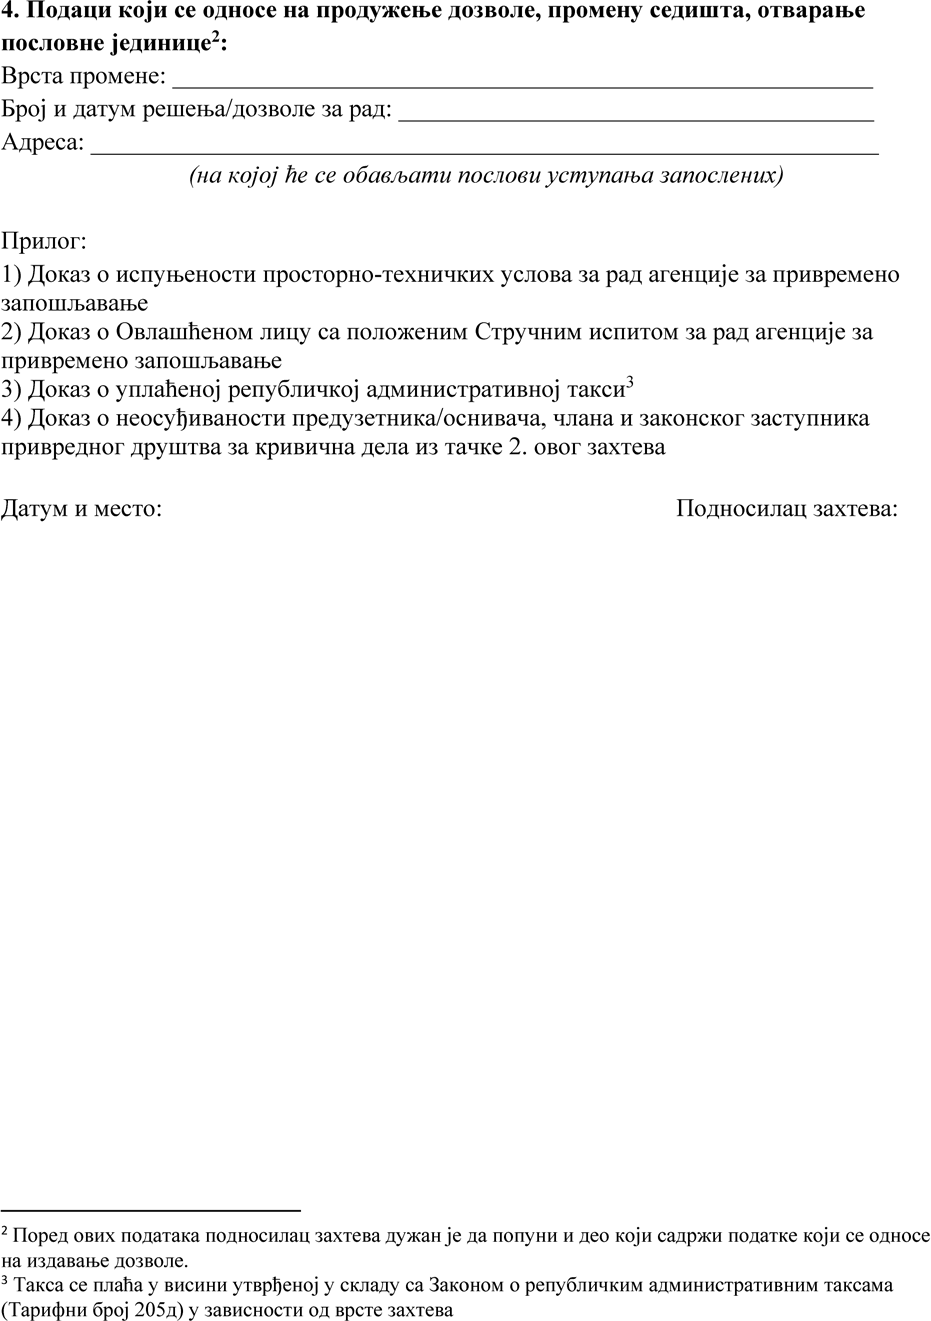 4. Подаци који се односе на продужење дозволе, промену седишта, отварање
пословне јединице²:
Врста промене: ______________________________________________________
Број и датум решења/дозволе за рад: _____________________________________
Адреса: _____________________________________________________________
(на којој ће се обављати послови уступања запослених)
Прилог:
1) Доказ о испуњености просторно-техничких услова за рад агенције за привремено
запошљавање
2) Доказ о Овлашћеном лицу са положеним Стручним испитом за рад агенције за
привремено запошљавање
3) Доказ о уплаћеној републичкој административној такси³
4) Доказ о неосуђиваности предузетника/оснивача, члана и законског заступника
привредног друштва за кривична дела из тачке 2. овог захтева
Датум и место: Подносилац захтева:
² Поред ових података подносилац захтева дужан је да попуни и део који садржи податке који се односе
на издавање дозволе.
³ Такса се плаћа у висини утврђеној у складу са Законом о републичким административним таксама
(Тарифни број 205д) у зависности од врсте захтева